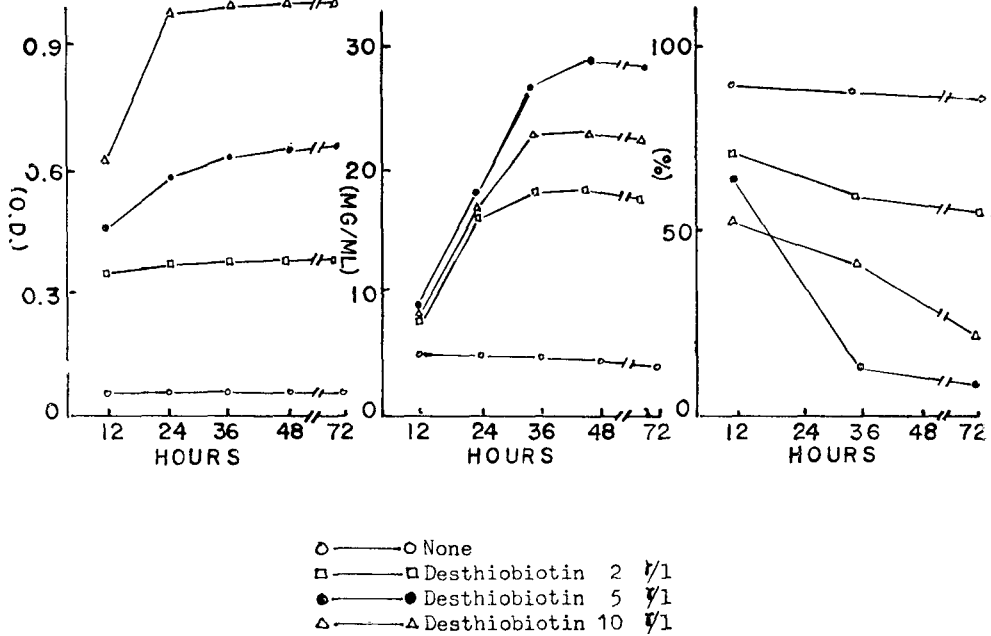 0.9
0.6
0.3
0
(O.D.)
12 24 36 48 72
HOURS
30
20
10
0
(MG/ML)
12 24 36 48 72
HOURS
100
50
0
(%)
12 24 36 72
HOURS
None
Desthiobiotin 2 γ/l
Desthiobiotin 5 γ/l
Desthiobiotin 10 γ/l